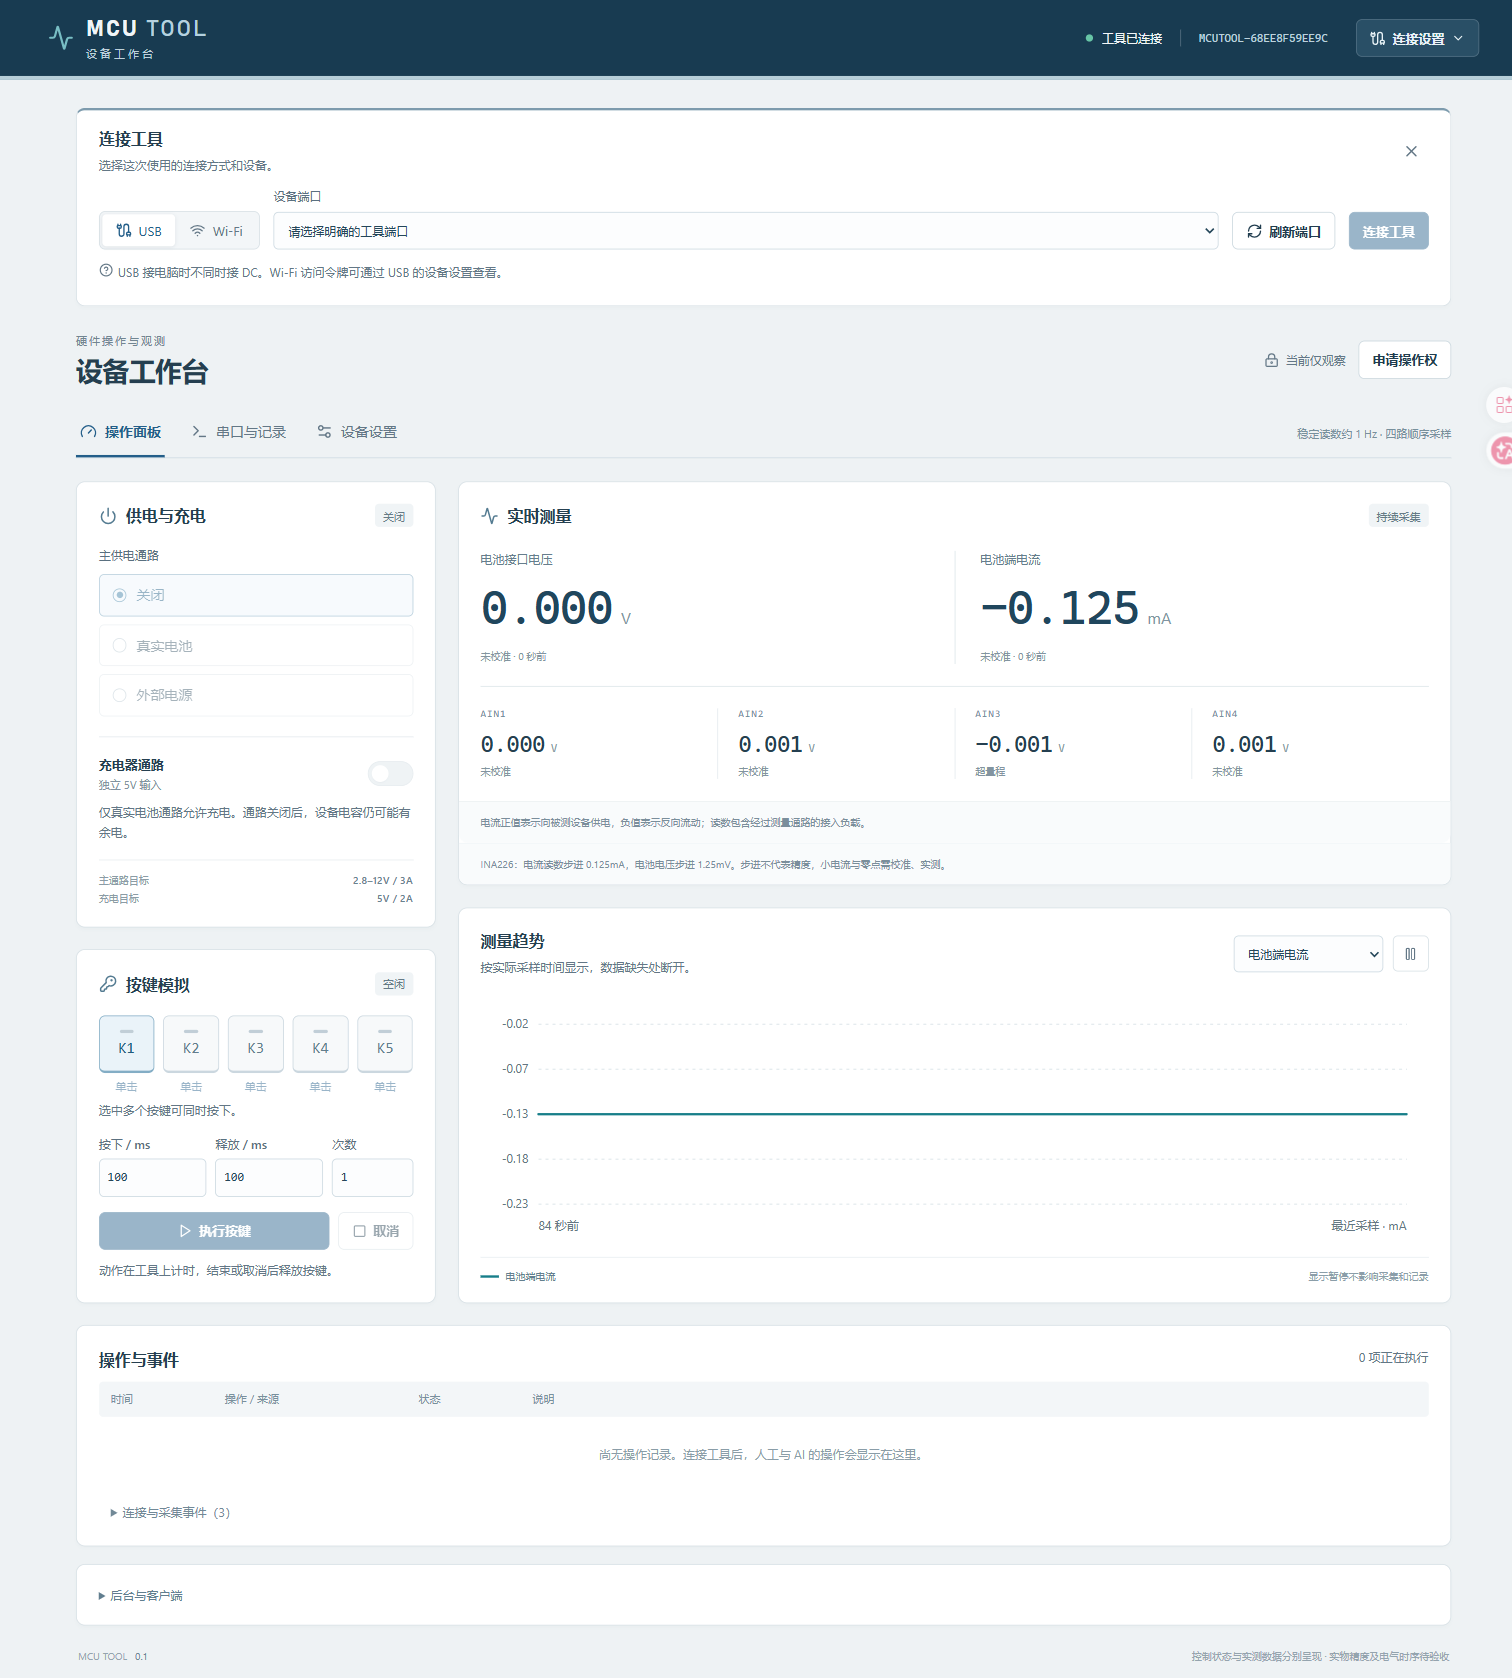 MCU TOOL
设备工作台
工具已连接
MCUTOOL-68EE8F59EE9C
连接设置
连接工具
选择这次使用的连接方式和设备。
设备端口
USB
Wi-Fi
请选择明确的工具端口
刷新端口
连接工具
USB 接电脑时不同时接 DC。Wi-Fi 访问令牌可通过 USB 的设备设置查看。
硬件操作与观测
设备工作台
当前仅观察
申请操作权
操作面板
串口与记录
设备设置
稳定读数约 1 Hz · 四路顺序采样
供电与充电
关闭
主供电通路
关闭
真实电池
外部电源
充电器通路
独立 5V 输入
仅真实电池通路允许充电。通路关闭后，设备电容仍可能有
余电。
主通路目标 2.8–12V / 3A
充电目标 5V / 2A
实时测量
持续采集
电池接口电压
0.000 V
未校准 · 0 秒前
电池端电流
−0.125 mA
未校准 · 0 秒前
AIN1
0.000 V
未校准
AIN2
0.001 V
未校准
AIN3
−0.001 V
超量程
AIN4
0.001 V
未校准
电流正值表示向被测设备供电，负值表示反向流动；读数包含经过测量通路的接入负载。
INA226：电流读数步进 0.125mA，电池电压步进 1.25mV。步进不代表精度，小电流与零点需校准、实测。
按键模拟
空闲
K1 K2 K3 K4 K5
单击 单击 单击 单击 单击
选中多个按键可同时按下。
按下 / ms 释放 / ms 次数
100 100 1
执行按键
取消
动作在工具上计时，结束或取消后释放按键。
测量趋势
按实际采样时间显示，数据缺失处断开。
电池端电流
-0.02
-0.07
-0.13
-0.18
-0.23
84 秒前
最近采样 · mA
电池端电流
显示暂停不影响采集和记录
操作与事件
0 项正在执行
时间 操作 / 来源 状态 说明
尚无操作记录。连接工具后，人工与 AI 的操作会显示在这里。
连接与采集事件（3）
后台与客户端
MCU TOOL 0.1
控制状态与实测数据分别呈现 · 实物精度及电气时序待验收